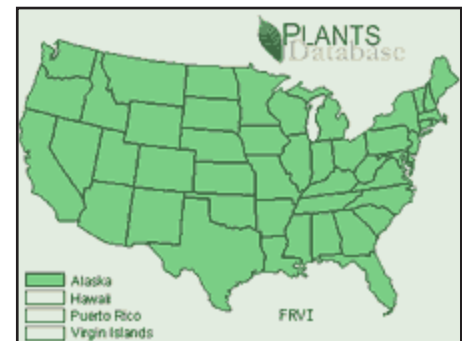 PLANTS
Database
Alaska
Hawaii
Puerto Rico
Virgin Islands
FRVI